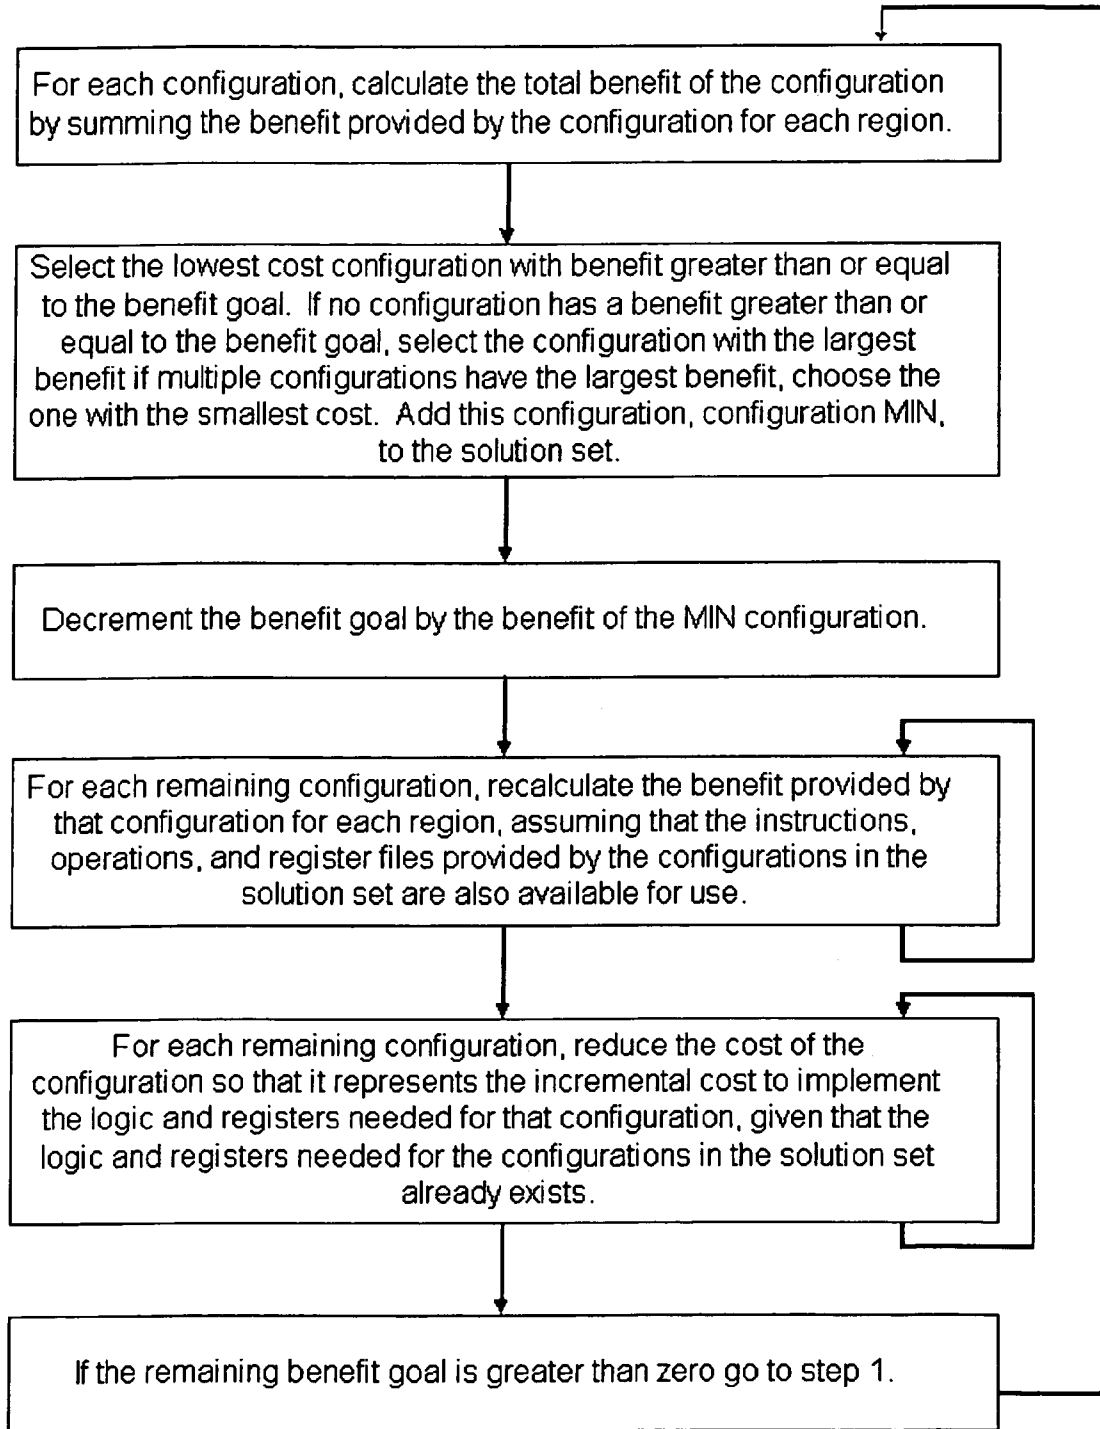 For each configuration, calculate the total benefit of the configuration
by summing the benefit provided by the configuration for each region.
Select the lowest cost configuration with benefit greater than or equal
to the benefit goal. If no configuration has a benefit greater than or
equal to the benefit goal, select the configuration with the largest
benefit if multiple configurations have the largest benefit, choose the
one with the smallest cost. Add this configuration, configuration MIN,
to the solution set.
Decrement the benefit goal by the benefit of the MIN configuration.
For each remaining configuration, recalculate the benefit provided by
that configuration for each region, assuming that the instructions,
operations, and register files provided by the configurations in the
solution set are also available for use.
For each remaining configuration, reduce the cost of the
configuration so that it represents the incremental cost to implement
the logic and registers needed for that configuration, given that the
logic and registers needed for the configurations in the solution set
already exists.
If the remaining benefit goal is greater than zero go to step 1.